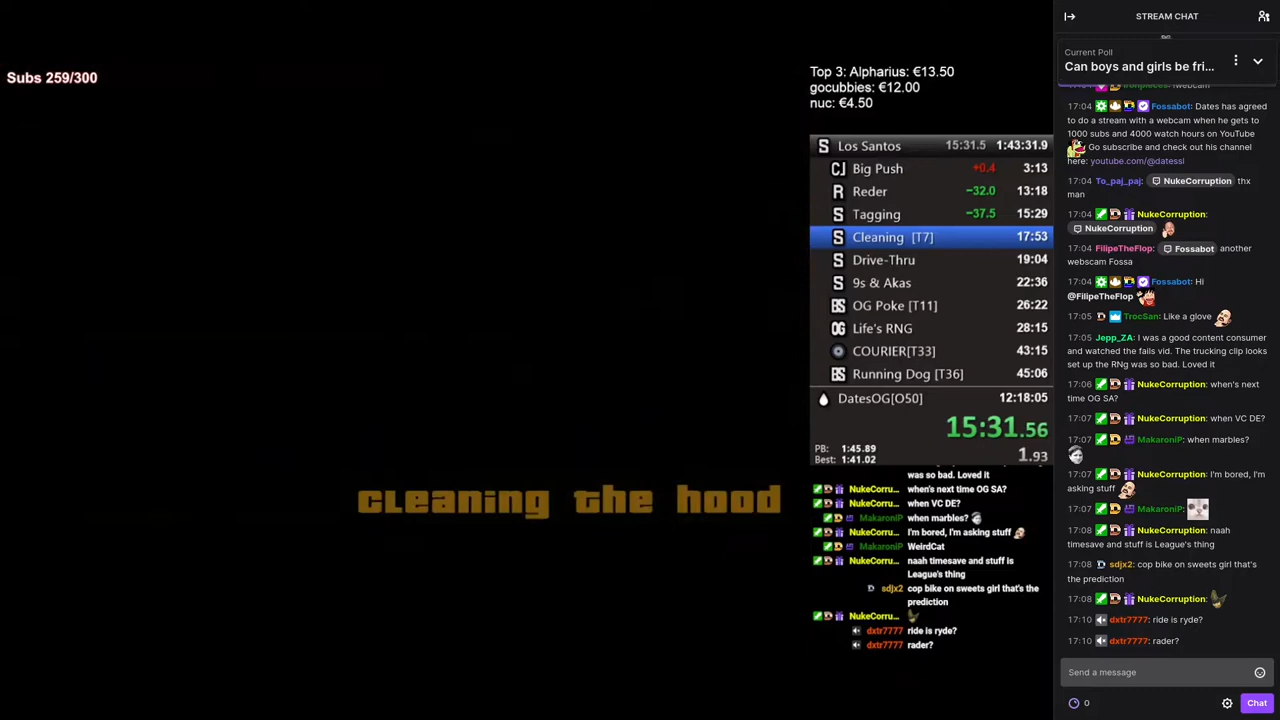 Subs 259/300
Top 3: Alpharius: €13.50
gocubbies: €12.00
nuc: €4.50
Los Santos 15:31.5 1:43:31.9
Big Push +0.4 3:13
Reder −32.0 13:18
Tagging −37.5 15:29
Cleaning [T7] 17:53
Drive-Thru 19:04
9s & Akas 22:36
OG Poke [T11] 26:22
Life's RNG 28:15
COURIER[T33] 43:15
Running Dog [T36] 45:06
DatesOG[O50] 12:18:05
15:31.56
PB: 1:45.89
Best: 1:41.02
1.93
cleaning the hood
was so bad. Loved it
NukeCorru... when's next time OG SA?
NukeCorru... when VC DE?
MakaroniP: when marbles?
NukeCorru... I'm bored, I'm asking stuff
MakaroniP: WeirdCat
NukeCorru... naah timesave and stuff is
League's thing
sdjx2: cop bike on sweets girl that's the
prediction
NukeCorru...
dxtr7777 ride is ryde?
dxtr7777 rader?
STREAM CHAT
Current Poll
Can boys and girls be fri...
17:04 Fossabot: Dates has agreed
to do a stream with a webcam when he gets to
1000 subs and 4000 watch hours on YouTube
Go subscribe and check out his channel
here: youtube.com/@datessl
17:04 To_paj_paj: NukeCorruption thx
man
17:04 NukeCorruption:
NukeCorruption
17:04 FilipeTheFlop: Fossabot another
webscam Fossa
17:04 Fossabot: Hi
@FilipeTheFlop
17:05 TrocSan: Like a glove
17:05 Jepp_ZA: I was a good content consumer
and watched the fails vid. The trucking clip looks
set up the RNg was so bad. Loved it
17:06 NukeCorruption: when's next
time OG SA?
17:07 NukeCorruption: when VC DE?
17:07 MakaroniP: when marbles?
17:07 NukeCorruption: I'm bored, I'm
asking stuff
17:07 MakaroniP:
17:08 NukeCorruption: naah
timesave and stuff is League's thing
17:08 sdjx2: cop bike on sweets girl that's
the prediction
17:08 NukeCorruption:
17:10 dxtr7777: ride is ryde?
17:10 dxtr7777: rader?
Send a message
0
Chat